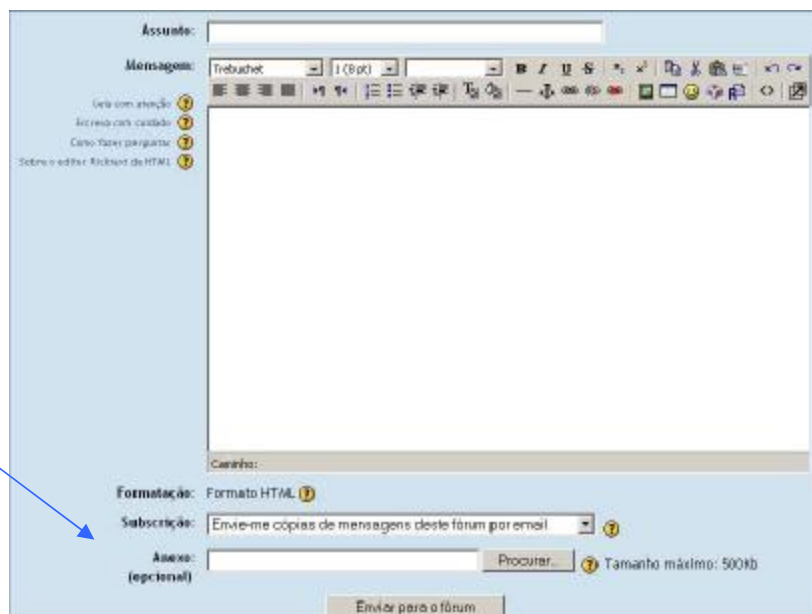 Assunto:
Mensagem:
Trebuchet 1 (8 pt) B I U S
Leia com atenção
Escreva com cuidado
Como fazer perguntas
Sobre o editor Richtext de HTML
Caminho:
Formatação: Formato HTML
Subscrição: Envie-me cópias de mensagens deste fórum por email
Anexo: Procurar... Tamanho máximo: 500Kb
(opcional)
Enviar para o fórum